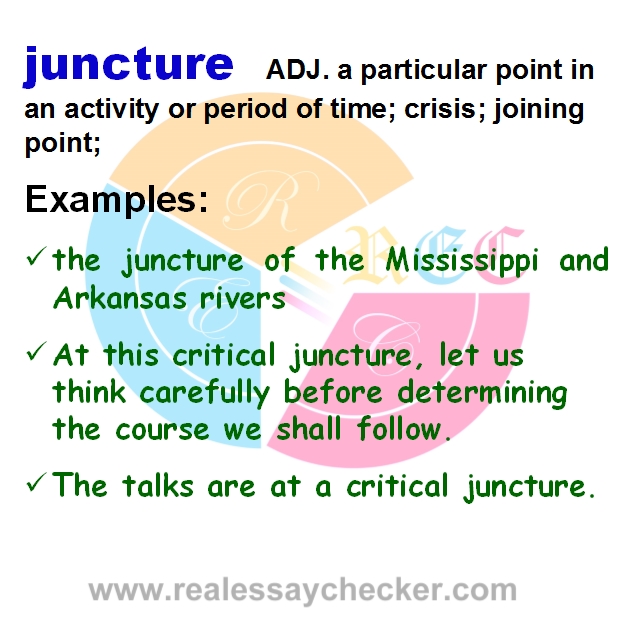 juncture ADJ. a particular point in
an activity or period of time; crisis; joining
point;
Examples:
✓ the juncture of the Mississippi and
Arkansas rivers
✓ At this critical juncture, let us
think carefully before determining
the course we shall follow.
✓ The talks are at a critical juncture.
R
REC
E
C
www.realessaychecker.com